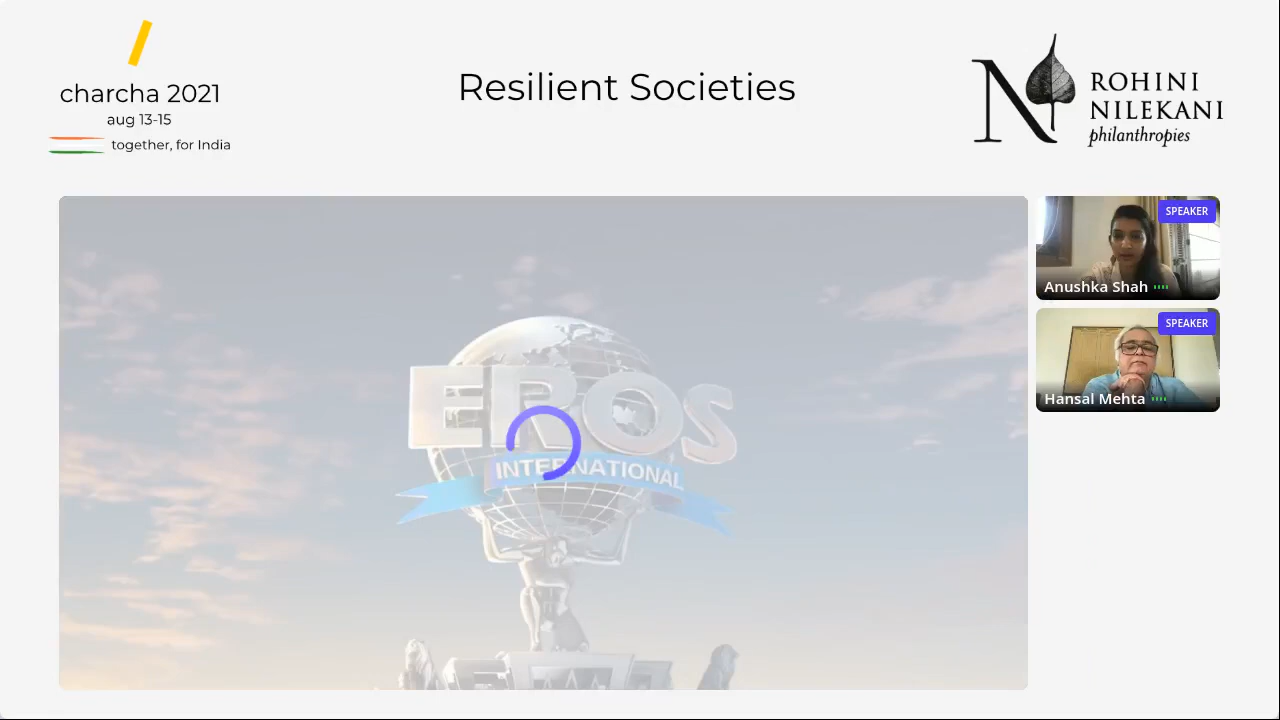 charcha 2021
aug 13-15
together, for India
Resilient Societies
ROHINI
NILEKANI
philanthropies
EROS
INTERNATIONAL
SPEAKER
Anushka Shah
SPEAKER
Hansal Mehta